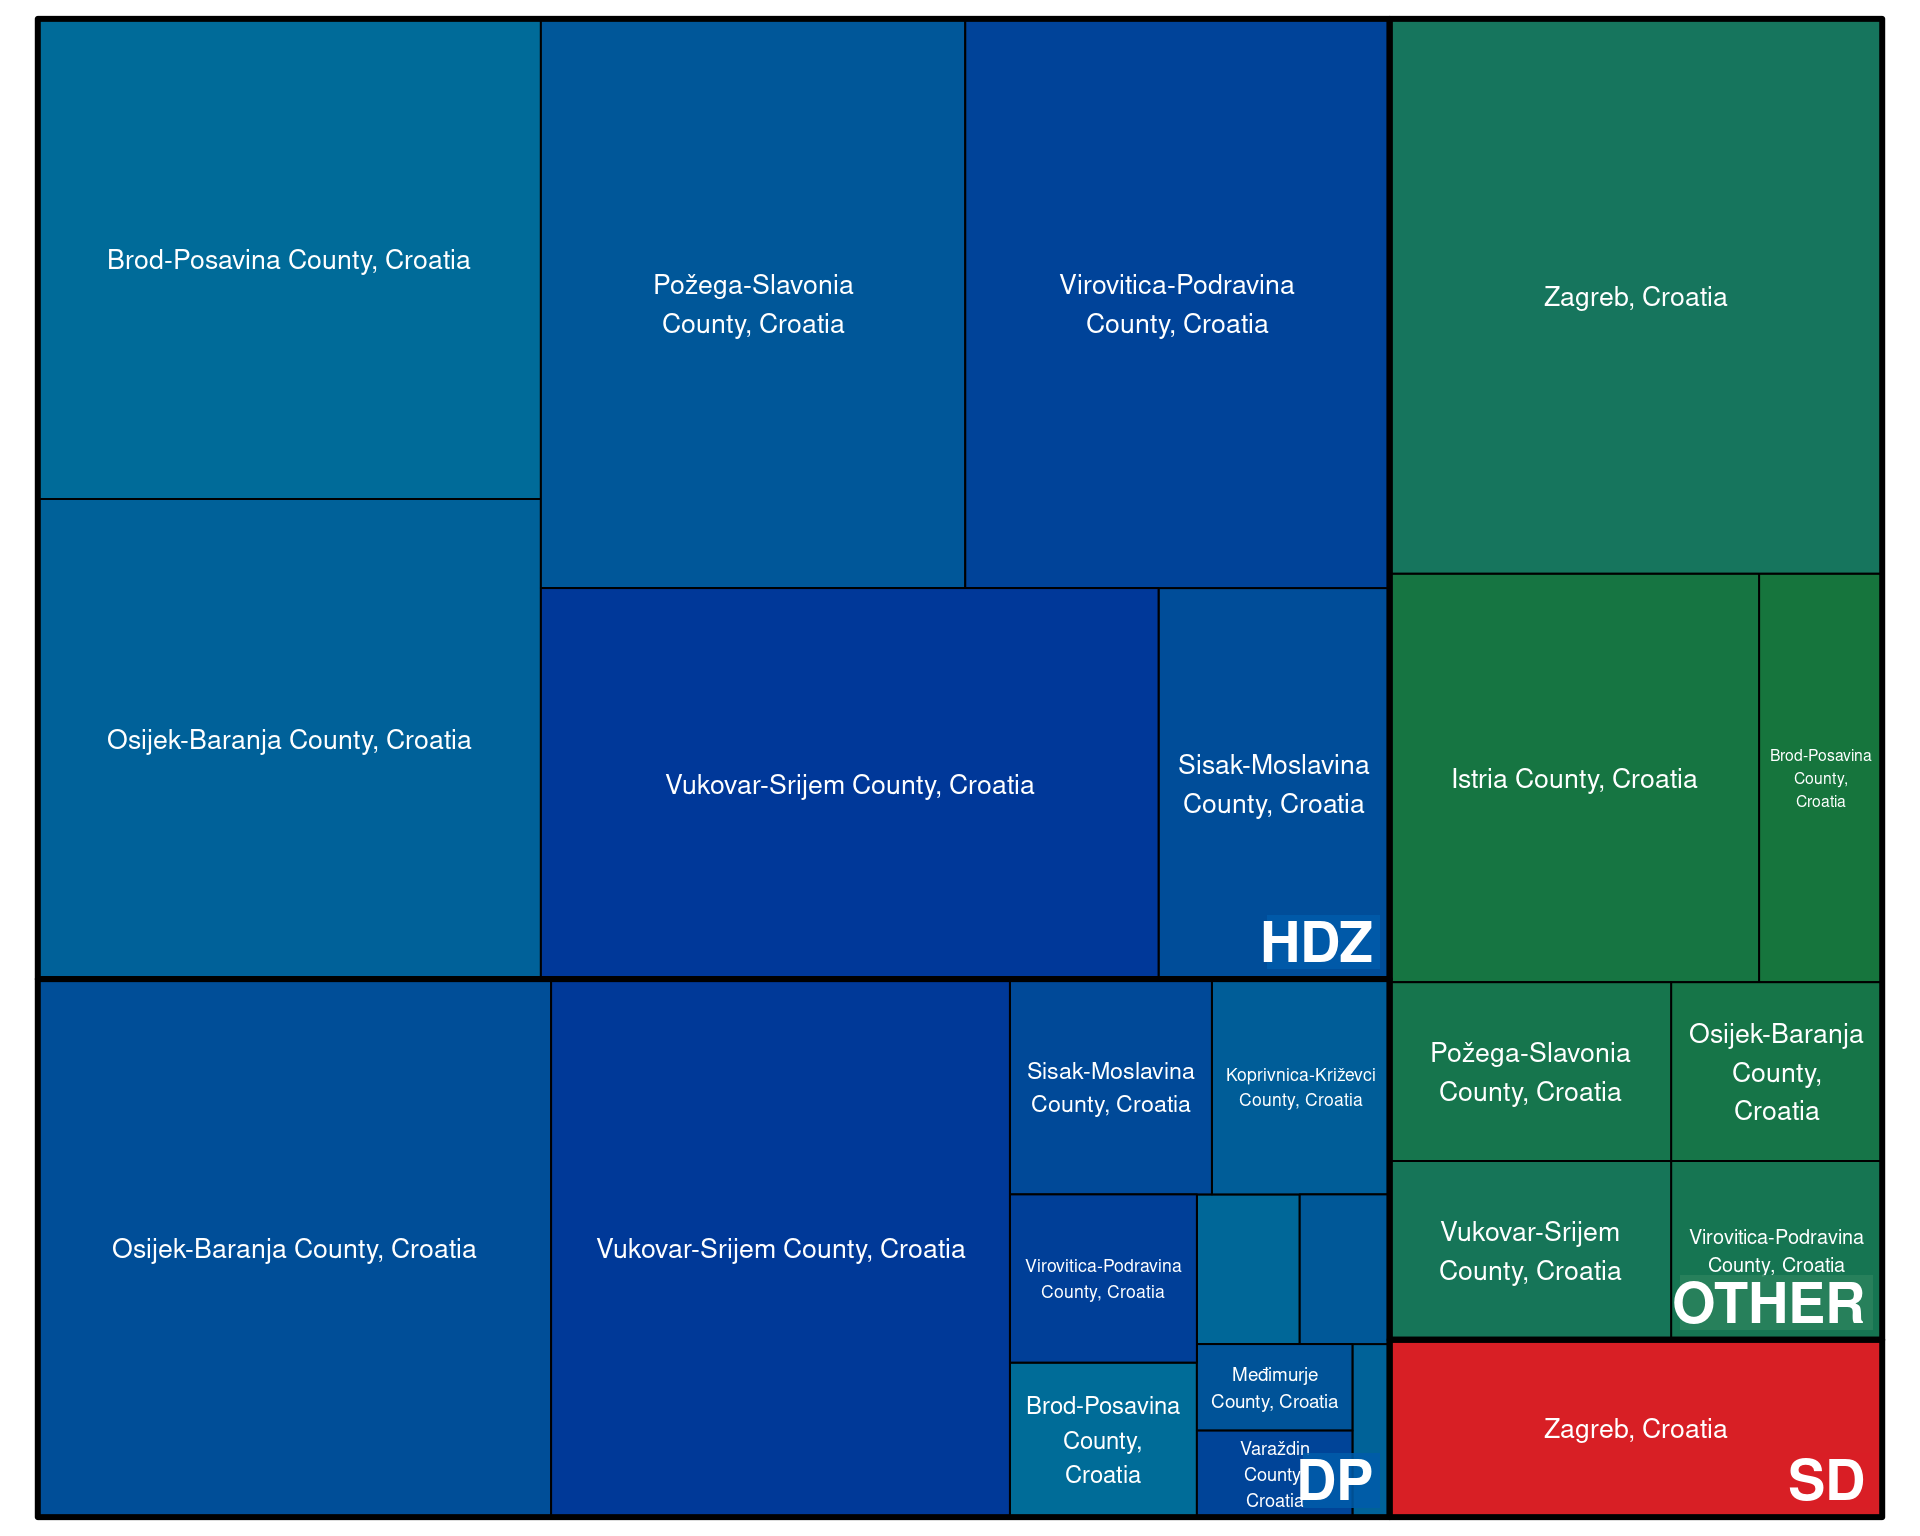 Brod-Posavina County, Croatia
Požega-Slavonia
County, Croatia
Virovitica-Podravina
County, Croatia
Osijek-Baranja County, Croatia
Vukovar-Srijem County, Croatia
Sisak-Moslavina
County, Croatia
HDZ
Zagreb, Croatia
Istria County, Croatia
Brod-Posavina
County,
Croatia
Požega-Slavonia
County, Croatia
Osijek-Baranja
County,
Croatia
Vukovar-Srijem
County, Croatia
Virovitica-Podravina
County, Croatia
OTHER
Osijek-Baranja County, Croatia
Vukovar-Srijem County, Croatia
Sisak-Moslavina
County, Croatia
Koprivnica-Križevci
County, Croatia
Virovitica-Podravina
County, Croatia
Brod-Posavina
County,
Croatia
Međimurje
County, Croatia
Varaždin
County
Croatia
DP
Zagreb, Croatia
SD